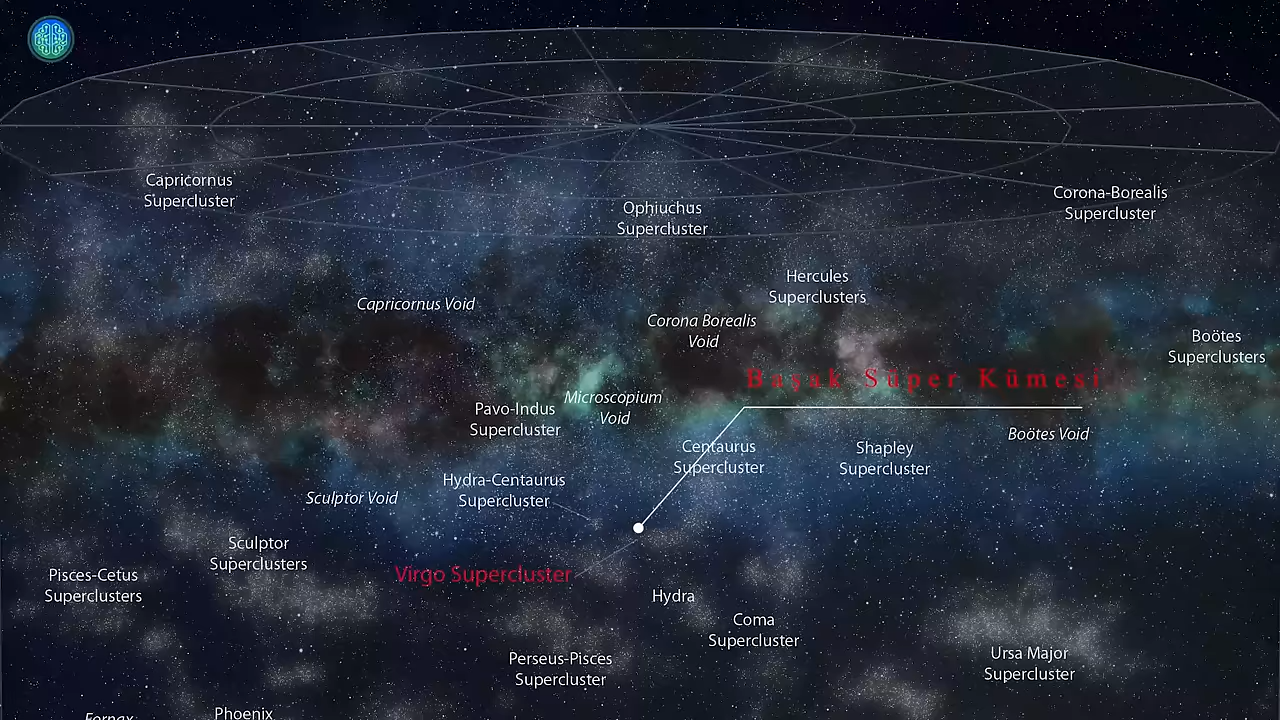 Capricornus
Supercluster
Ophiuchus
Supercluster
Corona-Borealis
Supercluster
Hercules
Superclusters
Capricornus Void
Corona Borealis
Void
Boötes
Superclusters
Başak Süper Kümesi
Microscopium
Void
Pavo-Indus
Supercluster
Boötes Void
Centaurus
Supercluster
Shapley
Supercluster
Hydra-Centaurus
Supercluster
Sculptor Void
Sculptor
Superclusters
Virgo Supercluster
Pisces-Cetus
Superclusters
Hydra
Coma
Supercluster
Perseus-Pisces
Supercluster
Ursa Major
Supercluster
Phoenix
Fornax